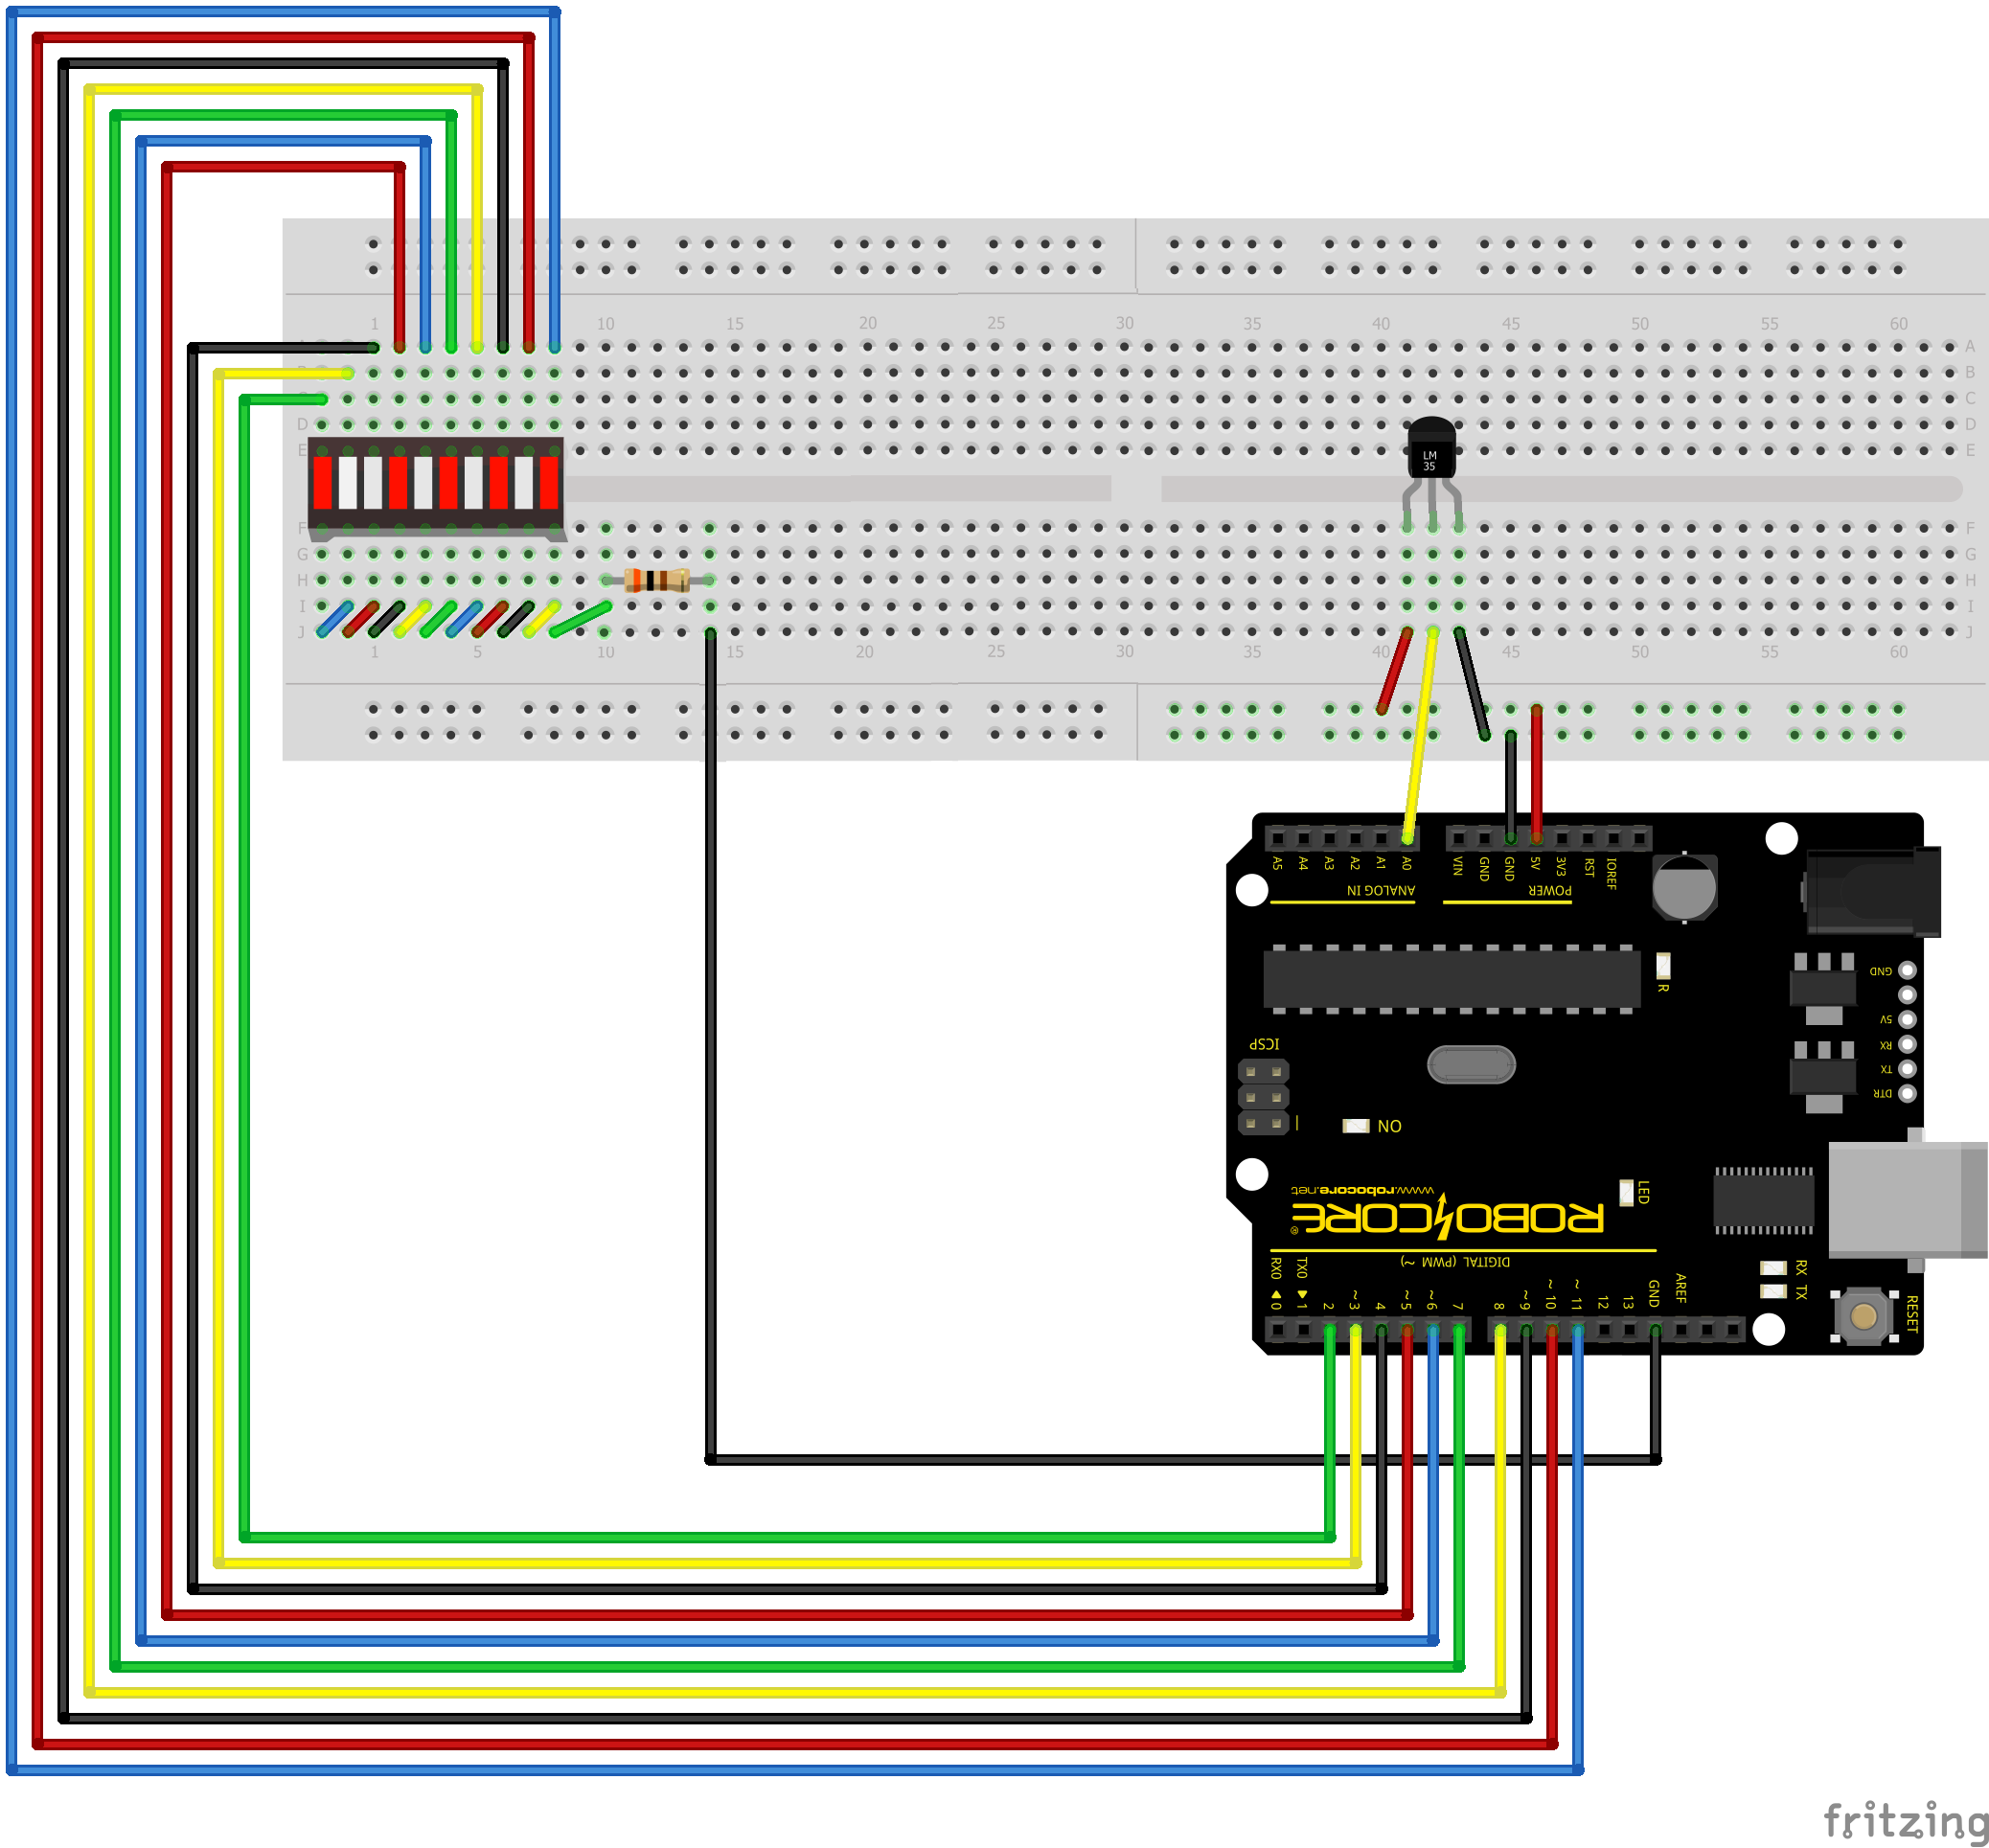 1 10 15 20 25 30 35 40 45 50 55 60
A
B
C
D D
E E
F F
G G
H H
I I
J J
LM
35
1 5 10 15 20 25 30 35 40 45 50 55 60
A5 A4 A3 A2 A1 A0 VIN GND GND 5V 3V3 RST IOREF
ANALOG IN POWER
R
GND
5V
RX
TX
DTR
ICSP
ON
LED
www.robocore.net
ROBOCORE®
DIGITAL (PWM ~)
RX0 TX0 GND AREF
0 1 2 ~3 4 ~5 ~6 7 8 ~9 ~10 ~11 12 13
RX
TX
RESET
fritzing